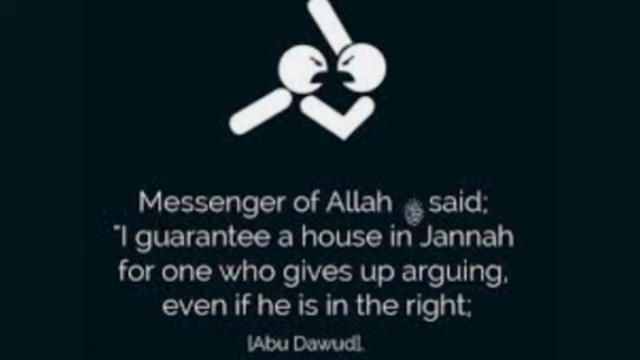 Messenger of Allah ﷺ said;
"I guarantee a house in Jannah
for one who gives up arguing,
even if he is in the right;
[Abu Dawud].